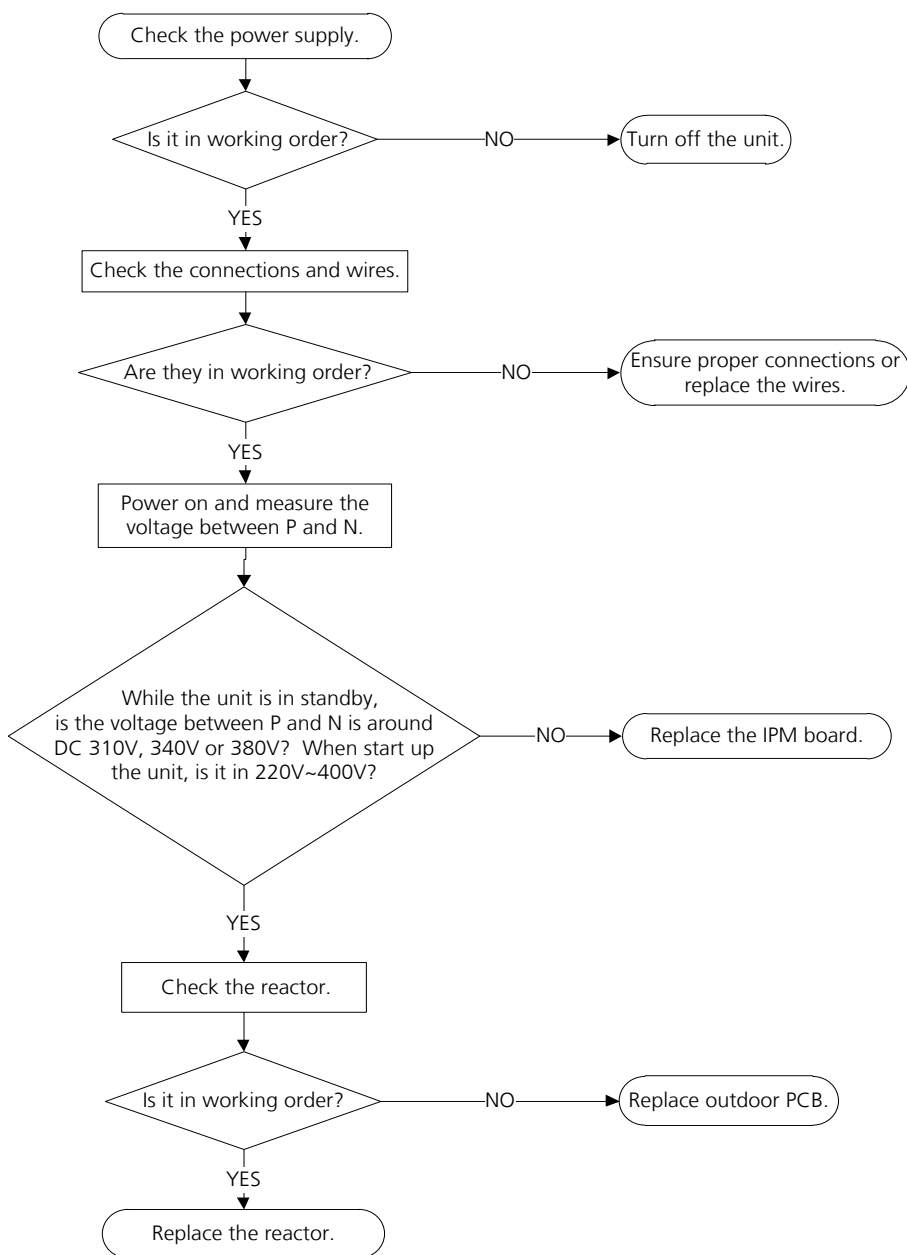 Check the power supply.
Is it in working order?
NO
Turn off the unit.
YES
Check the connections and wires.
Are they in working order?
NO
Ensure proper connections or
replace the wires.
YES
Power on and measure the
voltage between P and N.
While the unit is in standby,
is the voltage between P and N is around
DC 310V, 340V or 380V?  When start up
the unit, is it in 220V~400V?
NO
Replace the IPM board.
YES
Check the reactor.
Is it in working order?
NO
Replace outdoor PCB.
YES
Replace the reactor.